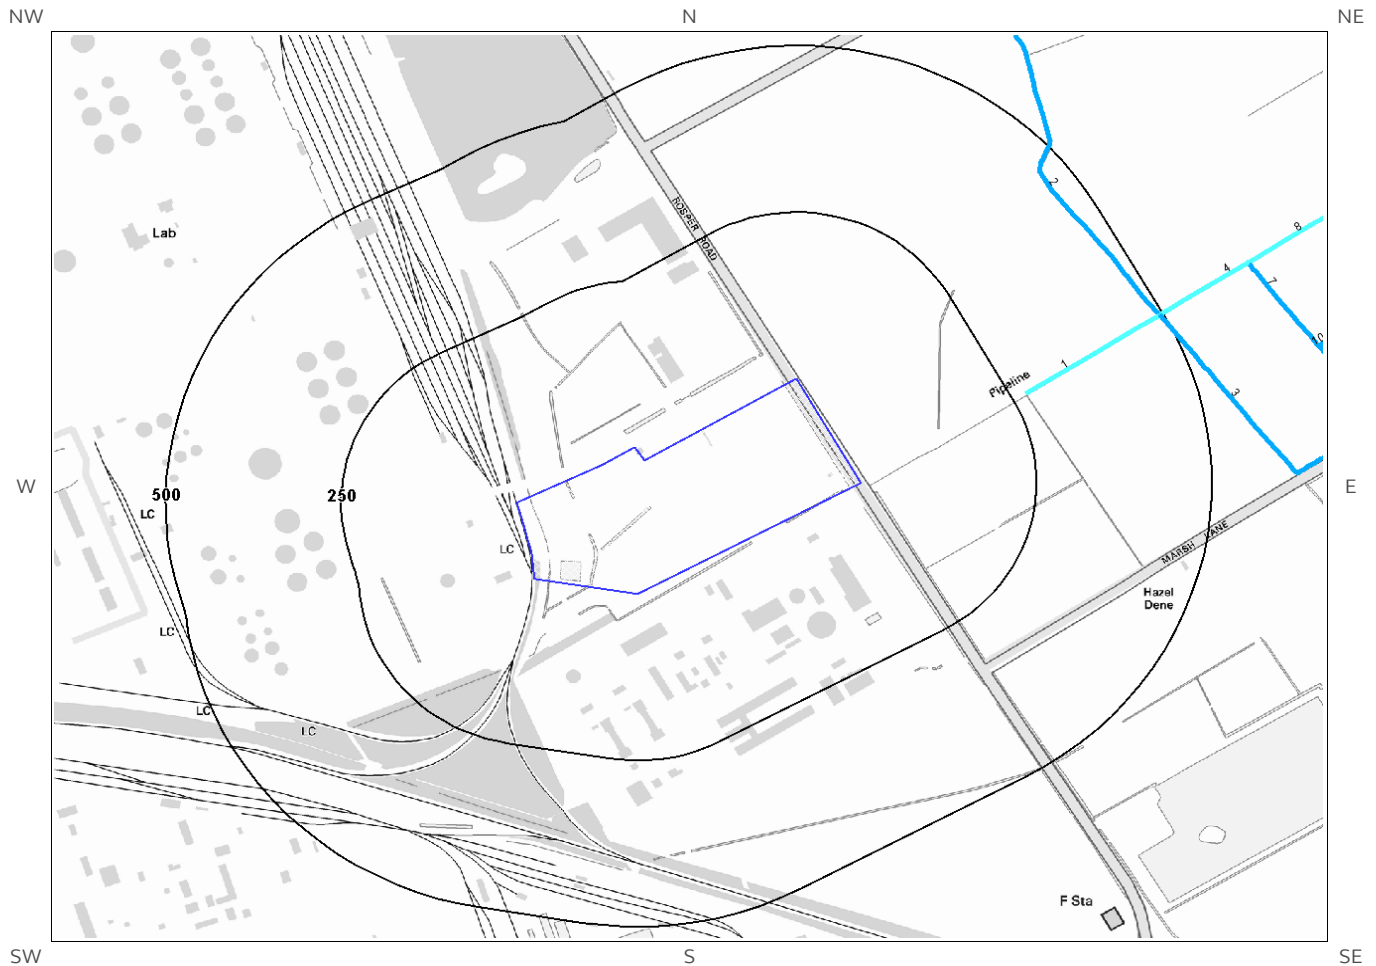 NW
N
NE
ROSPER ROAD
2
Lab
8
4
7
10
1
Pipeline
3
W
500
250
E
LC
LC
MARSH LANE
Hazel
Dene
LC
LC
LC
F Sta
SW
S
SE